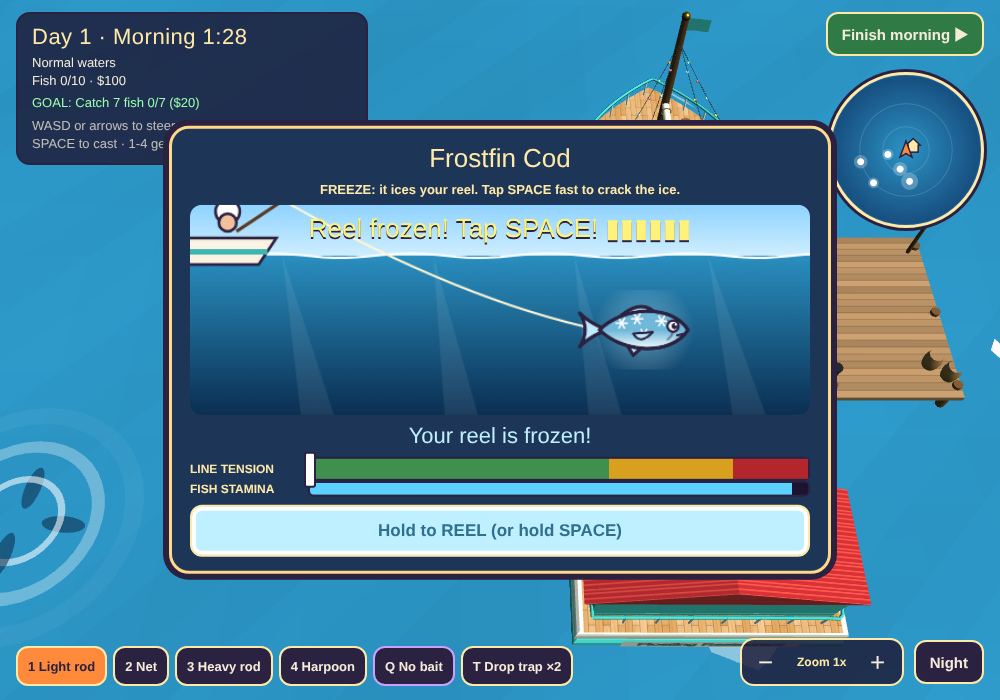 Day 1 · Morning 1:28
Normal waters
Fish 0/10 · $100
GOAL: Catch 7 fish 0/7 ($20)
WASD or arrows to steer
SPACE to cast · 1-4
Finish morning ▶
Frostfin Cod
FREEZE: it ices your reel. Tap SPACE fast to crack the ice.
Reel frozen! Tap SPACE! ▮▮▮▮▮▮
Your reel is frozen!
LINE TENSION
FISH STAMINA
Hold to REEL (or hold SPACE)
1 Light rod
2 Net
3 Heavy rod
4 Harpoon
Q No bait
T Drop trap ×2
− Zoom 1x +
Night